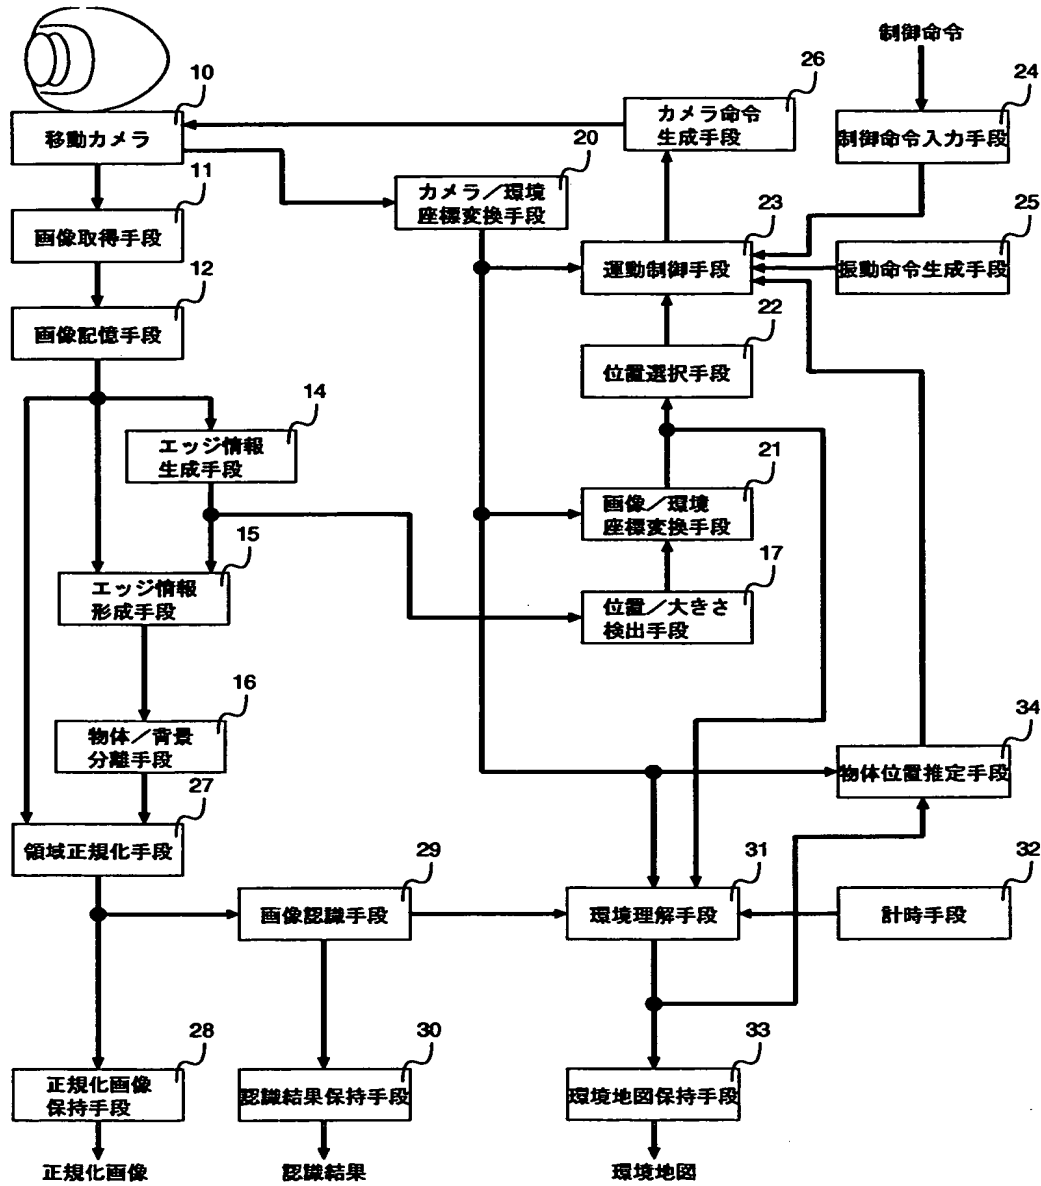 制御命令
26
24
10
カメラ命令
生成手段
移動カメラ
20
制御命令入力手段
11
カメラ／環境
座標変換手段
23
25
画像取得手段
運動制御手段
振動命令生成手段
12
22
画像記憶手段
位置選択手段
14
エッジ情報
生成手段
21
画像／環境
座標変換手段
15
17
エッジ情報
形成手段
位置／大きさ
検出手段
16
34
物体／背景
分離手段
物体位置推定手段
27
領域正規化手段
29
31
32
画像認識手段
環境理解手段
計時手段
28
30
33
正規化画像
保持手段
認識結果保持手段
環境地図保持手段
正規化画像
認識結果
環境地図